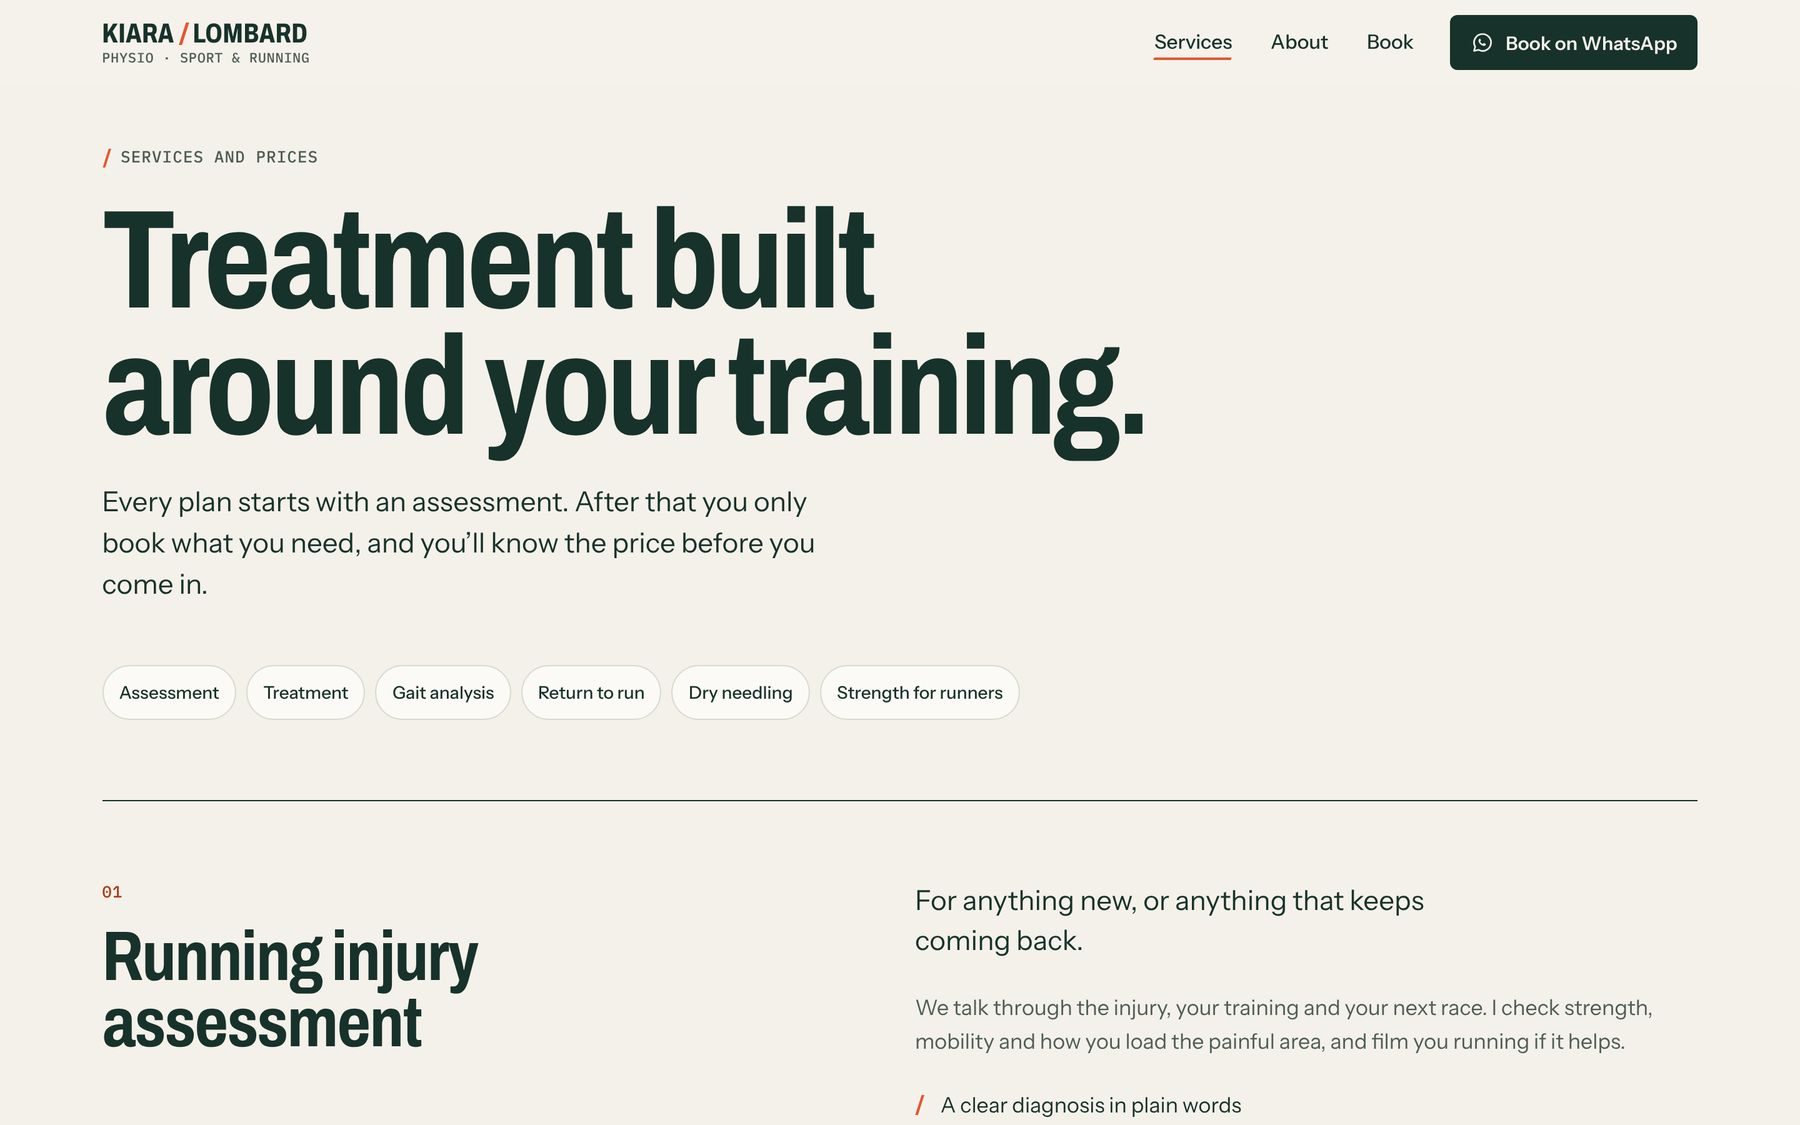 KIARA / LOMBARD
PHYSIO · SPORT & RUNNING
Services
About
Book
Book on WhatsApp
/ SERVICES AND PRICES
Treatment built
around your training.
Every plan starts with an assessment. After that you only
book what you need, and you’ll know the price before you
come in.
Assessment
Treatment
Gait analysis
Return to run
Dry needling
Strength for runners
01
Running injury
assessment
For anything new, or anything that keeps
coming back.
We talk through the injury, your training and your next race. I check strength,
mobility and how you load the painful area, and film you running if it helps.
/ A clear diagnosis in plain words